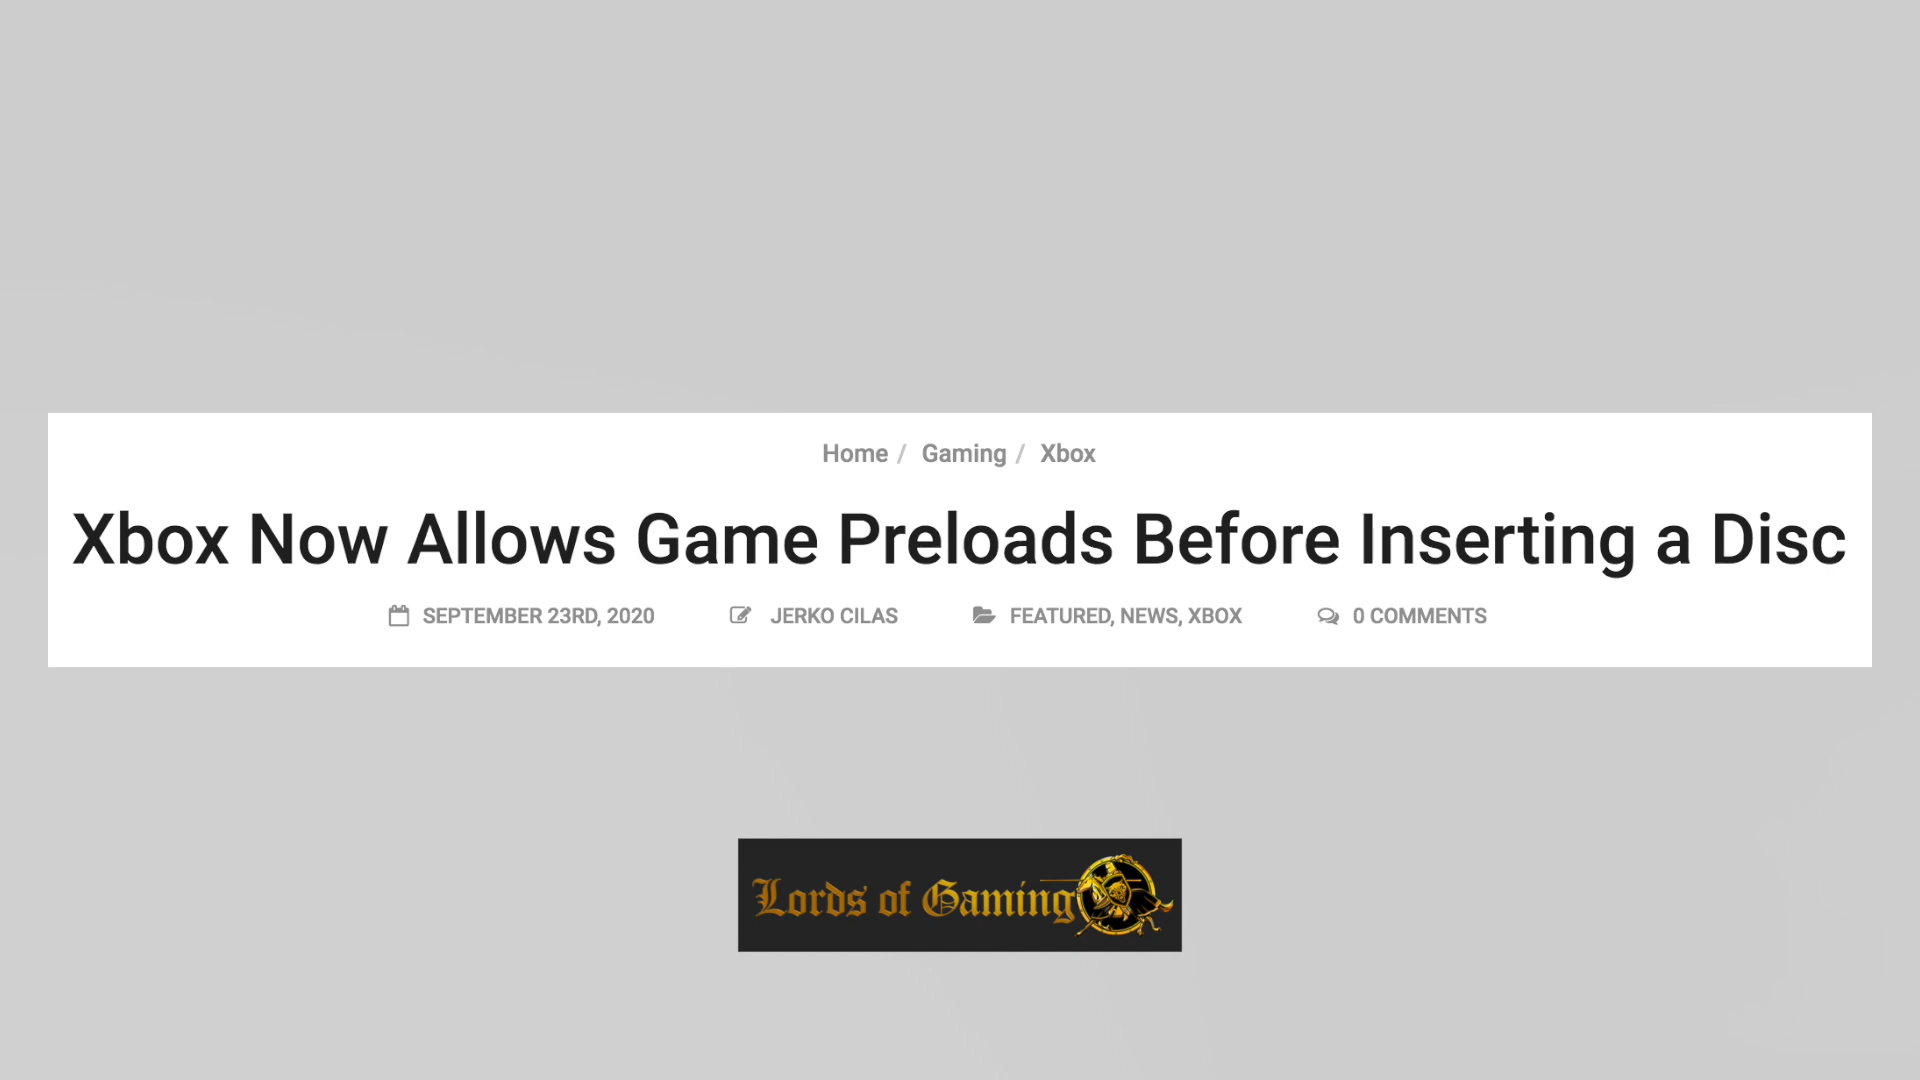 Home / Gaming / Xbox
Xbox Now Allows Game Preloads Before Inserting a Disc
SEPTEMBER 23RD, 2020 JERKO CILAS FEATURED, NEWS, XBOX 0 COMMENTS
Lords of Gaming